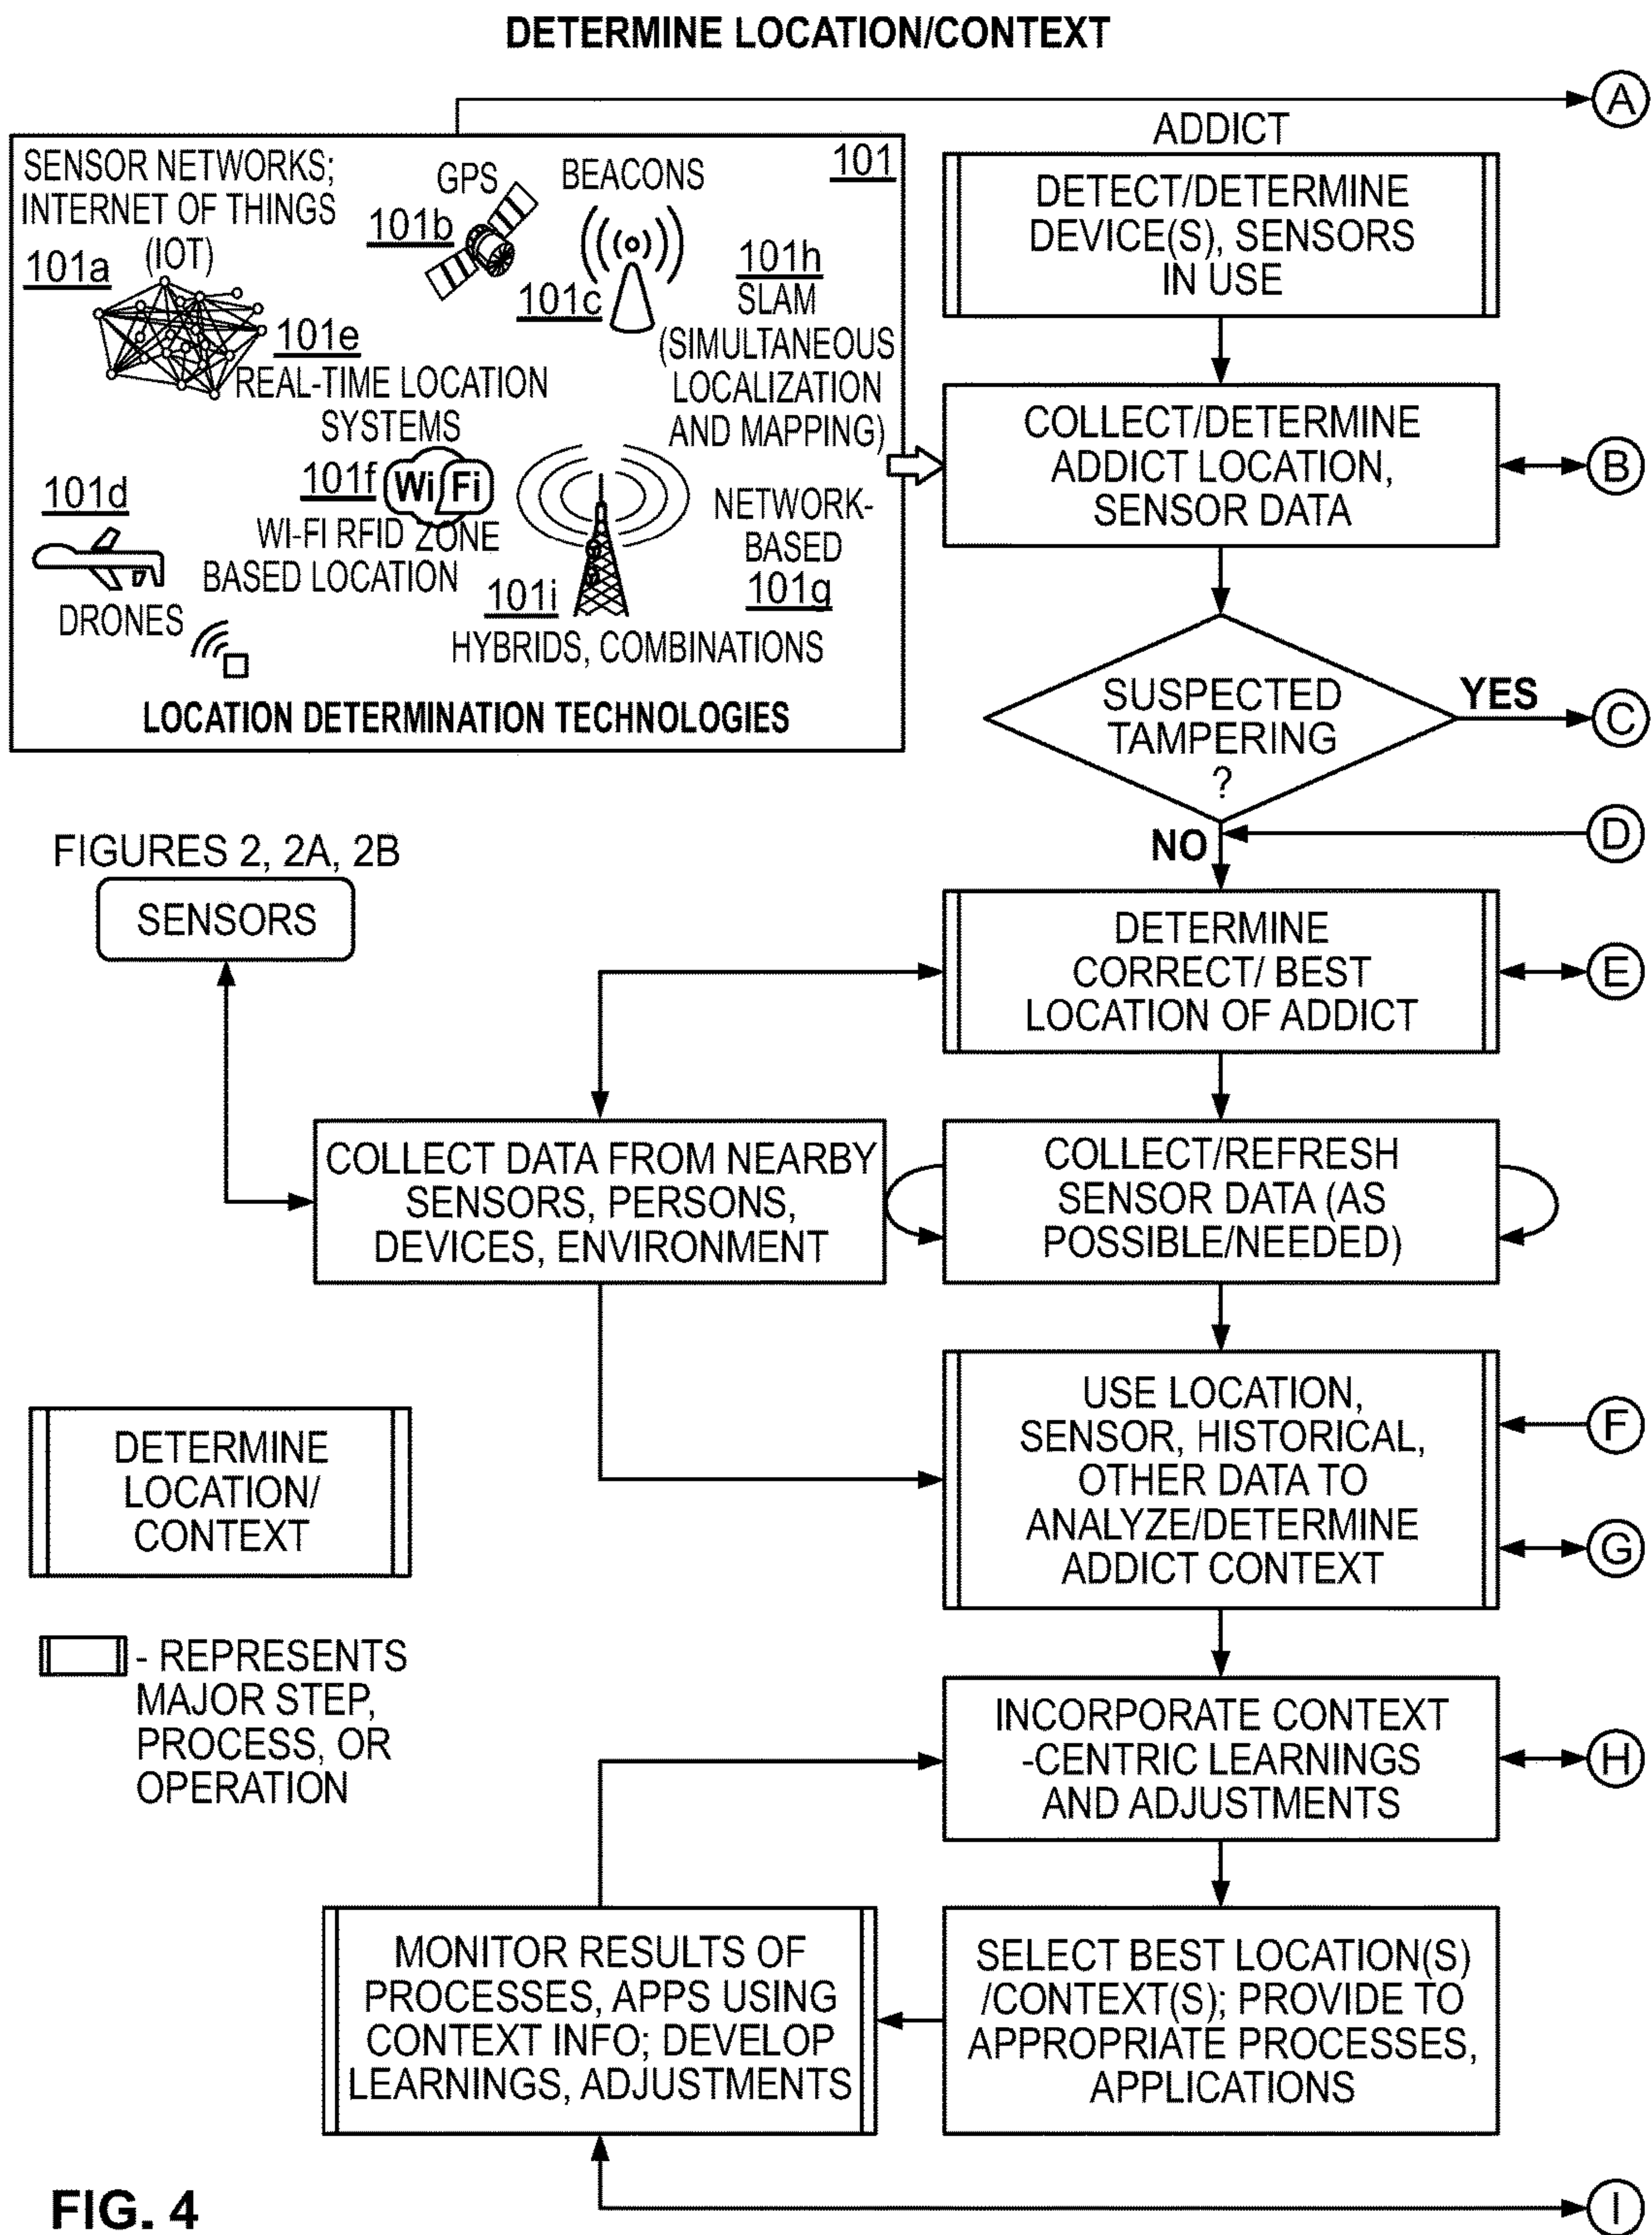 DETERMINE LOCATION/CONTEXT
A
SENSOR NETWORKS;
INTERNET OF THINGS
(IOT)
101a
GPS
101b
BEACONS
101c
101
101h
SLAM
(SIMULTANEOUS
LOCALIZATION
AND MAPPING)
101e
REAL-TIME LOCATION
SYSTEMS
101f
Wi Fi
WI-FI RFID ZONE
BASED LOCATION
101d
DRONES
NETWORK-
BASED
101g
101i
HYBRIDS, COMBINATIONS
LOCATION DETERMINATION TECHNOLOGIES
ADDICT
DETECT/DETERMINE
DEVICE(S), SENSORS
IN USE
COLLECT/DETERMINE
ADDICT LOCATION,
SENSOR DATA
B
SUSPECTED
TAMPERING
?
YES
C
NO
D
FIGURES 2, 2A, 2B
SENSORS
DETERMINE
CORRECT/ BEST
LOCATION OF ADDICT
E
COLLECT DATA FROM NEARBY
SENSORS, PERSONS,
DEVICES, ENVIRONMENT
COLLECT/REFRESH
SENSOR DATA (AS
POSSIBLE/NEEDED)
USE LOCATION,
SENSOR, HISTORICAL,
OTHER DATA TO
ANALYZE/DETERMINE
ADDICT CONTEXT
F
G
DETERMINE
LOCATION/
CONTEXT
- REPRESENTS
MAJOR STEP,
PROCESS, OR
OPERATION
INCORPORATE CONTEXT
-CENTRIC LEARNINGS
AND ADJUSTMENTS
H
MONITOR RESULTS OF
PROCESSES, APPS USING
CONTEXT INFO; DEVELOP
LEARNINGS, ADJUSTMENTS
SELECT BEST LOCATION(S)
/CONTEXT(S); PROVIDE TO
APPROPRIATE PROCESSES,
APPLICATIONS
I
FIG. 4